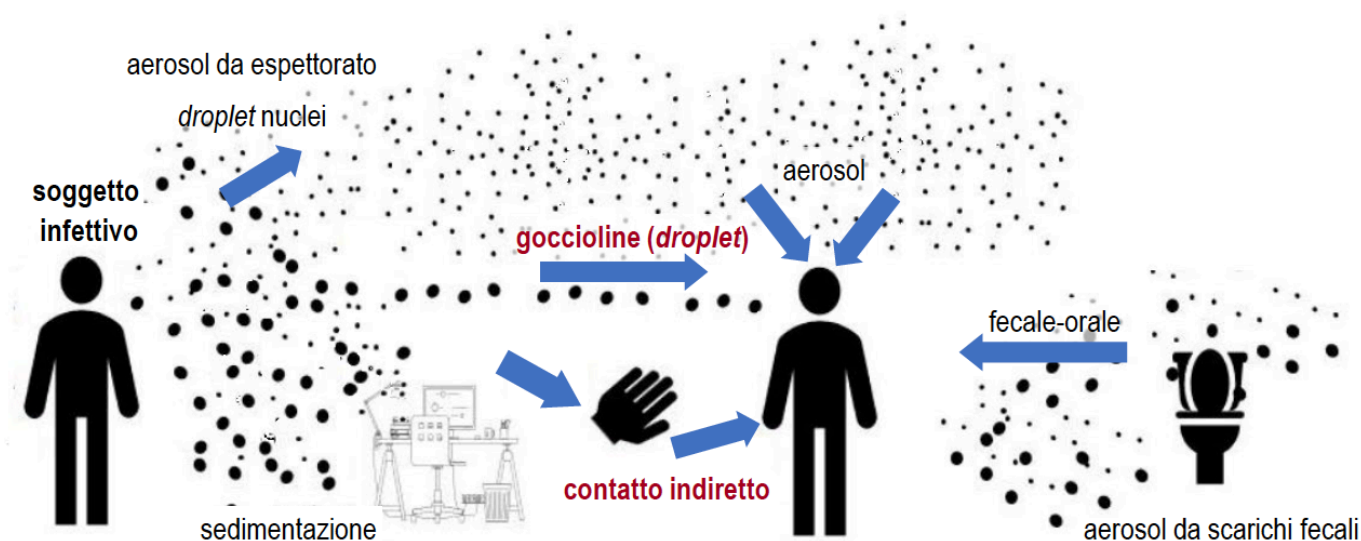 aerosol da espettorato
droplet nuclei
soggetto
infettivo
aerosol
goccioline (droplet)
fecale-orale
contatto indiretto
sedimentazione
aerosol da scarichi fecali